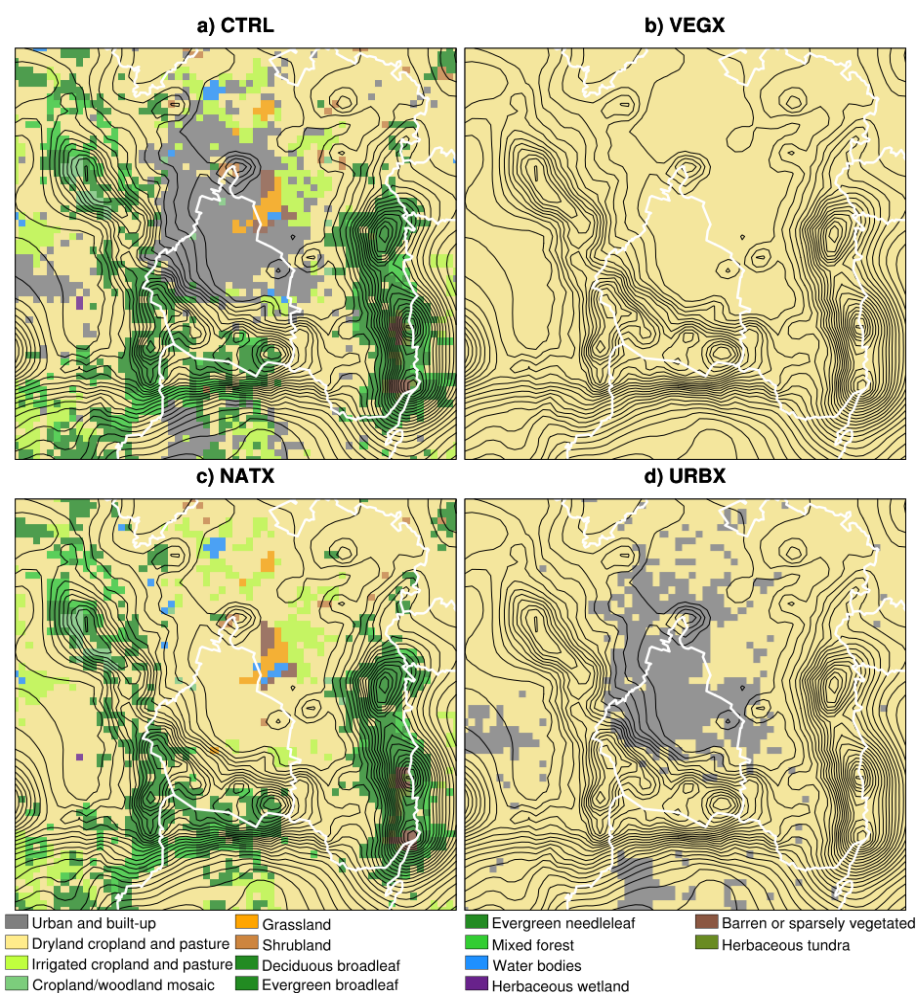 a) CTRL
b) VEGX
c) NATX
d) URBX
Urban and built-up
Dryland cropland and pasture
Irrigated cropland and pasture
Cropland/woodland mosaic
Grassland
Shrubland
Deciduous broadleaf
Evergreen broadleaf
Evergreen needleleaf
Mixed forest
Water bodies
Herbaceous wetland
Barren or sparsely vegetated
Herbaceous tundra